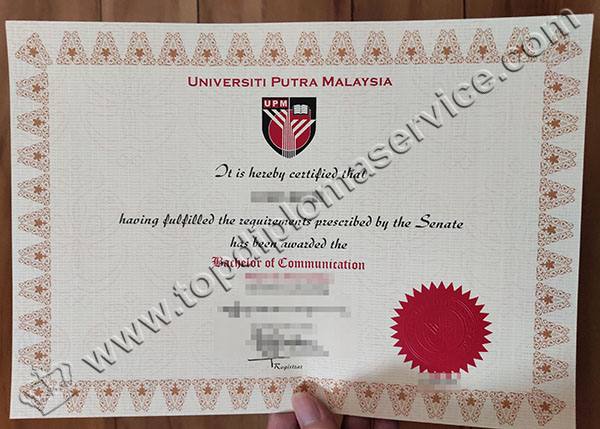 UNIVERSITI PUTRA MALAYSIA
UPM
It is hereby certified that
having fulfilled the requirements prescribed by the Senate
has been awarded the
Bachelor of Communication
Registrar
www.topdiplomaservice.com